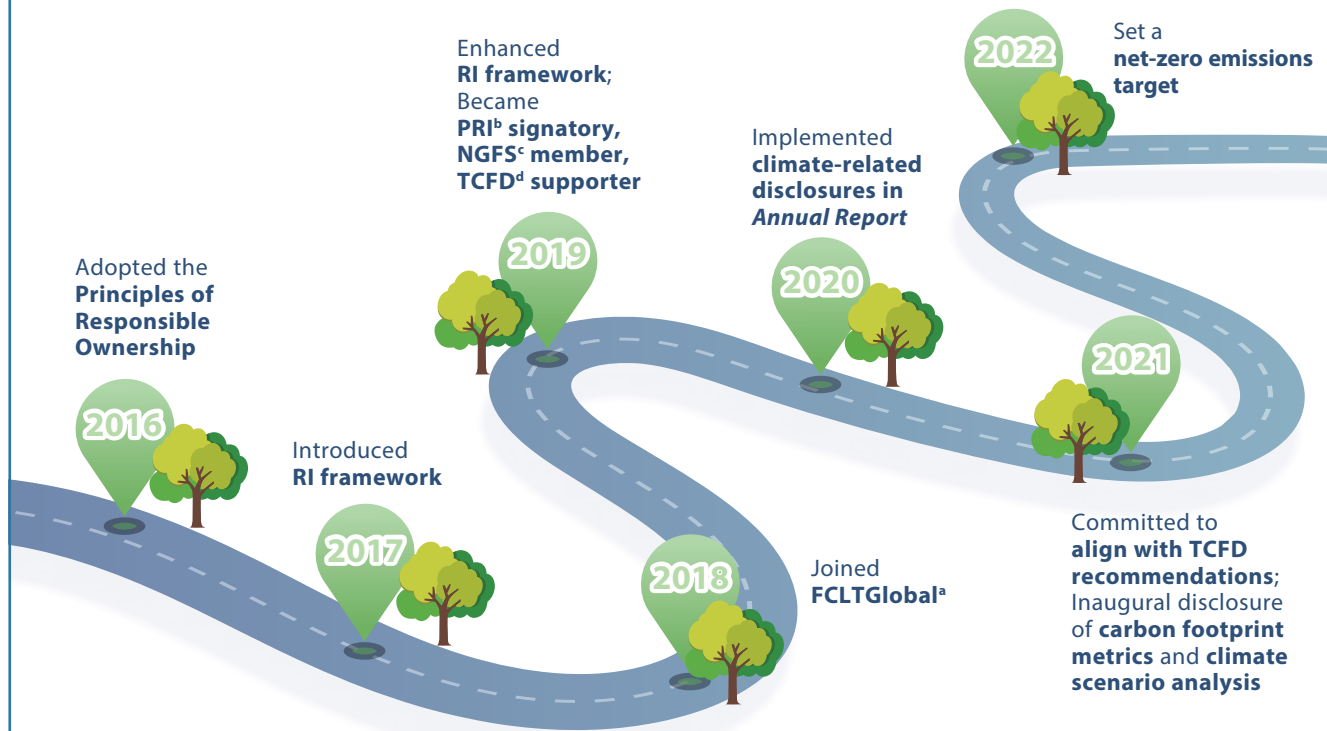 2016
Adopted the
Principles of
Responsible
Ownership
2017
Introduced
RI framework
2018
Joined
FCLTGlobalᵃ
2019
Enhanced
RI framework;
Became
PRIᵇ signatory,
NGFSᶜ member,
TCFDᵈ supporter
2020
Implemented
climate-related
disclosures in
Annual Report
2021
Committed to
align with TCFD
recommendations;
Inaugural disclosure
of carbon footprint
metrics and climate
scenario analysis
2022
Set a
net-zero emissions
target